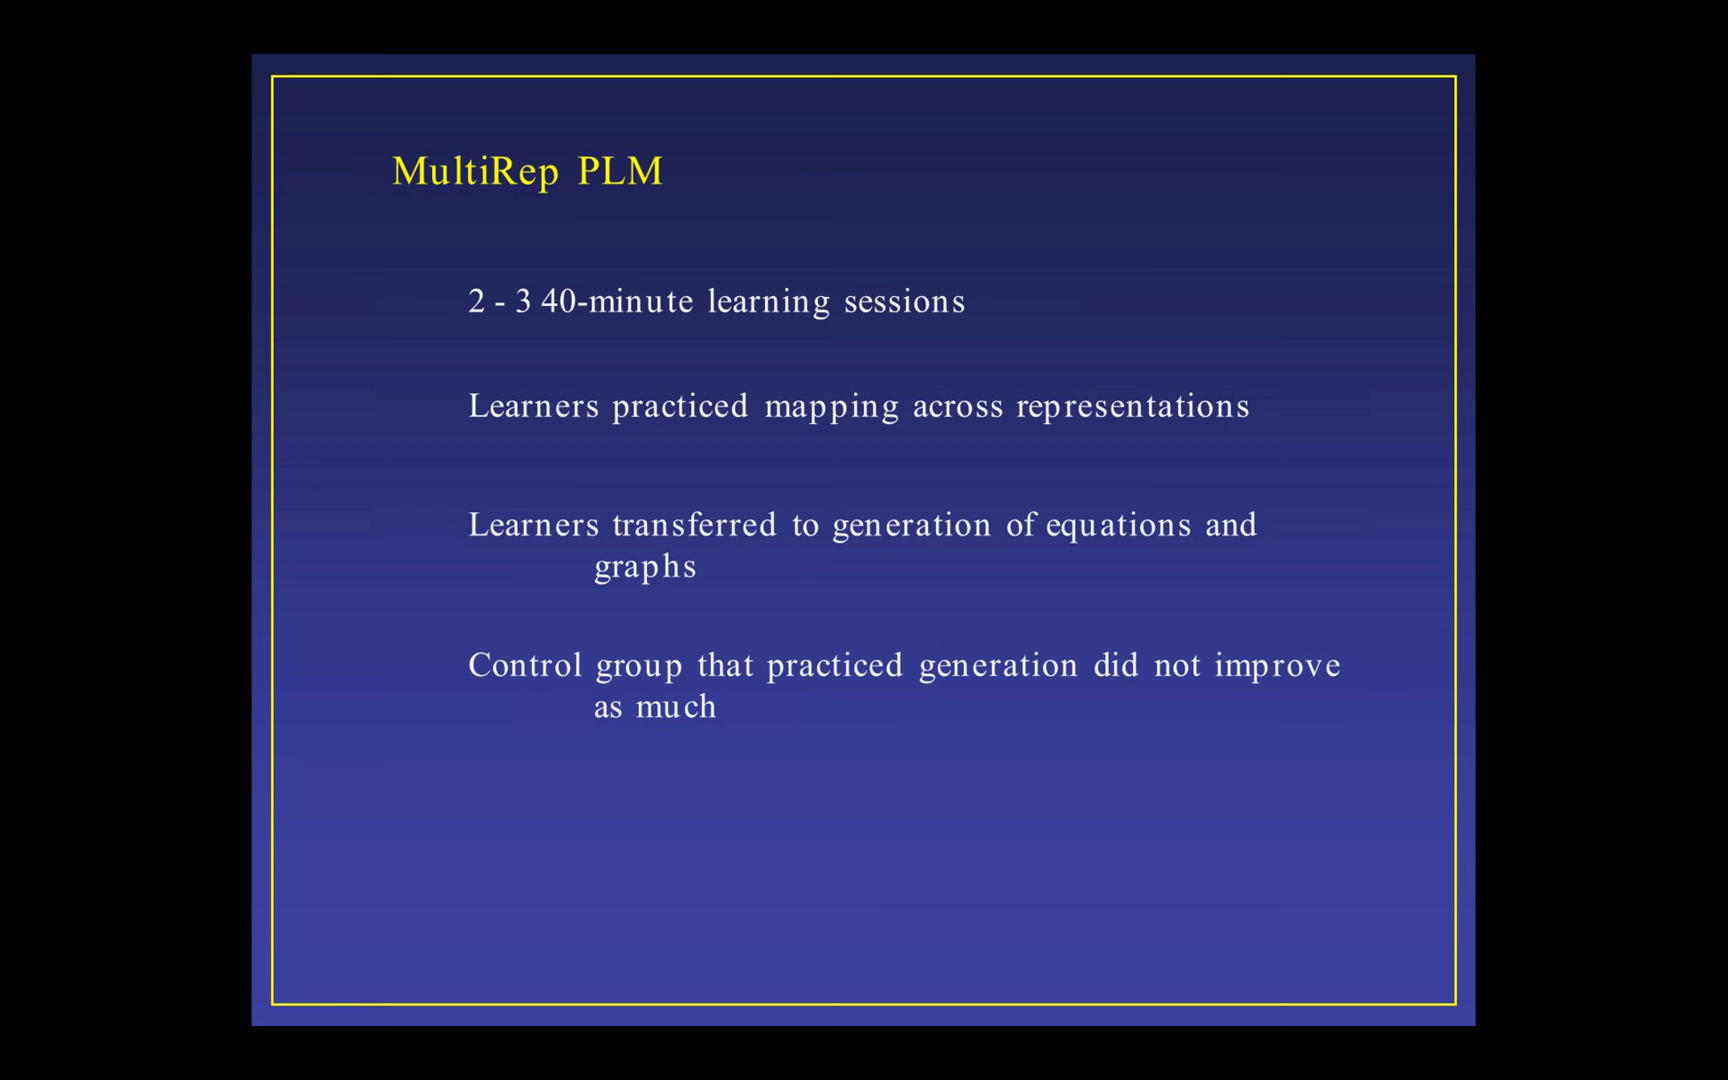 MultiRep PLM
2 - 3 40-minute learning sessions
Learners practiced mapping across representations
Learners transferred to generation of equations and
graphs
Control group that practiced generation did not improve
as much